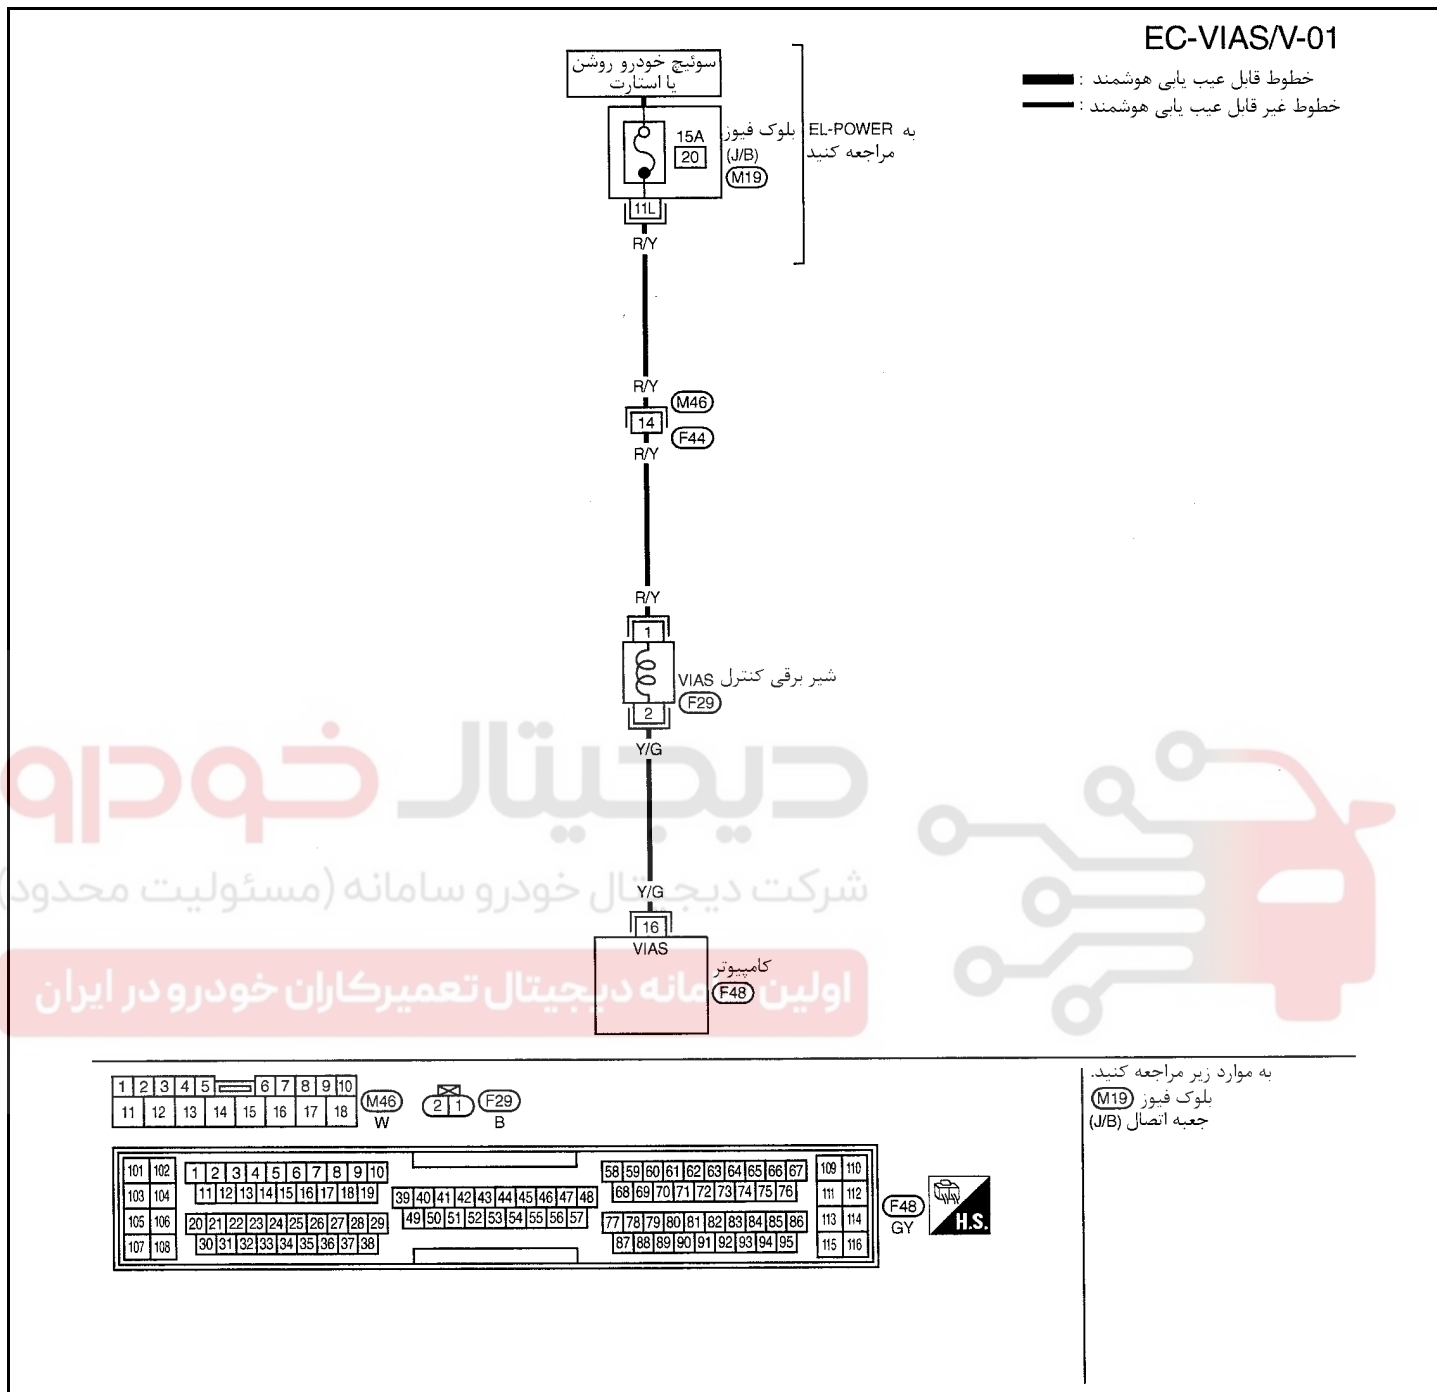 EC-VIAS/V-01
خطوط قابل عیب یابی هوشمند :
خطوط غیر قابل عیب یابی هوشمند :
سوئیچ خودرو روشن
یا استارت
15A
20
بلوک فیوز
(J/B)
M19
به EL-POWER
مراجعه کنید
11L
R/Y
R/Y
M46
14
F44
R/Y
R/Y
1
شیر برقی کنترل VIAS
F29
2
Y/G
دیجیتال خودرو
شرکت دیجیتال خودرو سامانه (مسئولیت محدود)
Y/G
16
VIAS
کامپیوتر
F48
اولین سامانه دیجیتال تعمیرکاران خودرو در ایران
به موارد زیر مراجعه کنید.
بلوک فیوز M19
جعبه اتصال (J/B)
1 2 3 4 5 6 7 8 9 10
11 12 13 14 15 16 17 18
M46
W
2 1
F29
B
101 102
103 104
105 106
107 108
1 2 3 4 5 6 7 8 9 10
11 12 13 14 15 16 17 18 19
20 21 22 23 24 25 26 27 28 29
30 31 32 33 34 35 36 37 38
39 40 41 42 43 44 45 46 47 48
49 50 51 52 53 54 55 56 57
58 59 60 61 62 63 64 65 66 67
68 69 70 71 72 73 74 75 76
77 78 79 80 81 82 83 84 85 86
87 88 89 90 91 92 93 94 95
109 110
111 112
113 114
115 116
F48
GY
H.S.